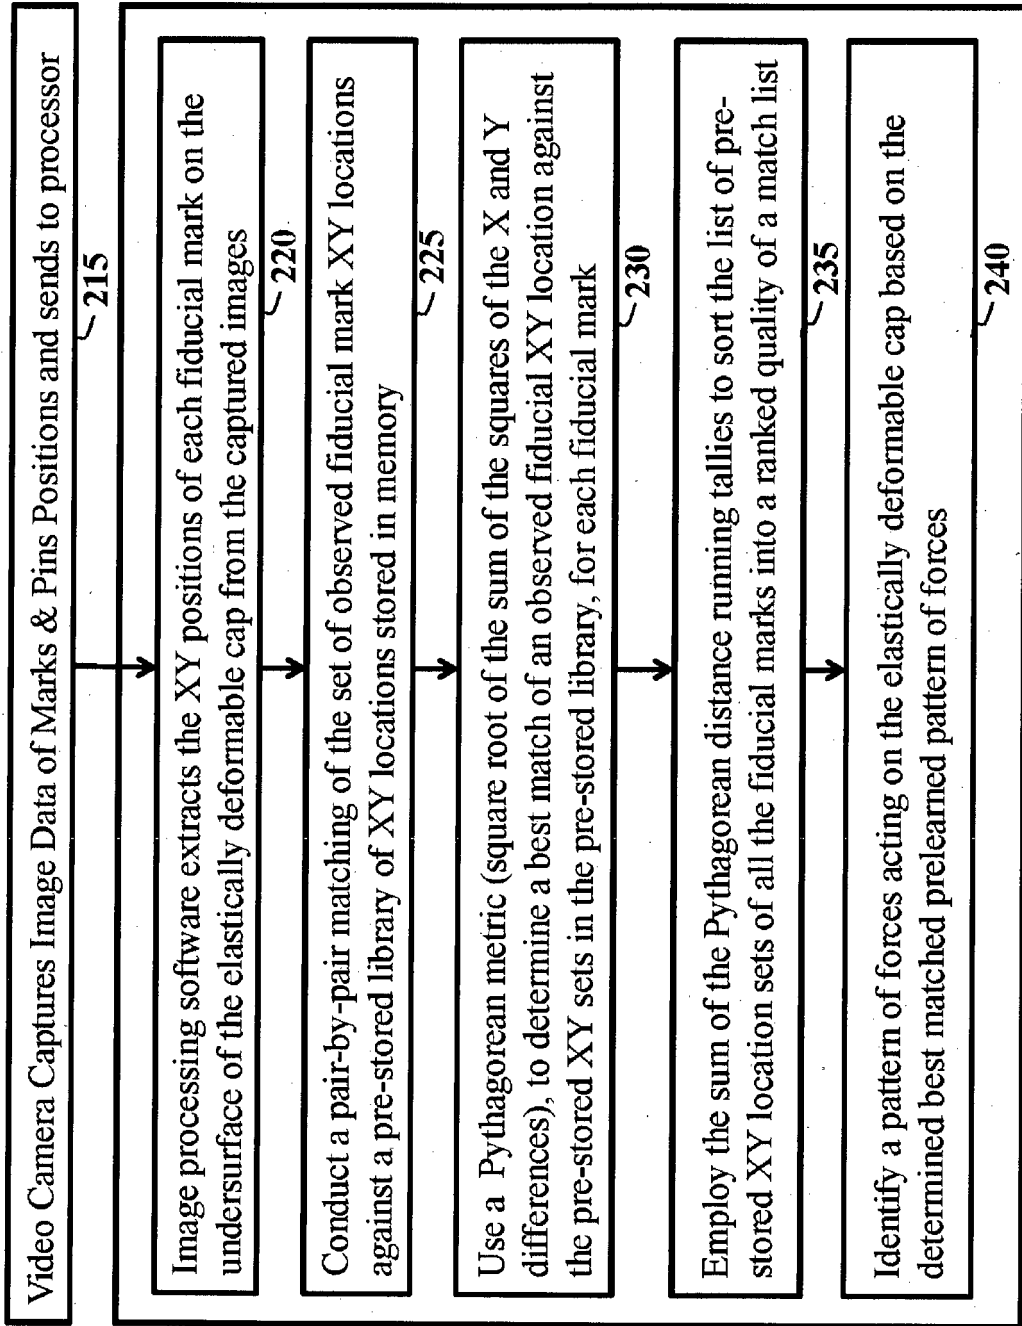 Video Camera Captures Image Data of Marks & Pins Positions and sends to processor
215
Image processing software extracts the XY positions of each fiducial mark on the
undersurface of the elastically deformable cap from the captured images
220
Conduct a pair-by-pair matching of the set of observed fiducial mark XY locations
against a pre-stored library of XY locations stored in memory
225
Use a Pythagorean metric (square root of the sum of the squares of the X and Y
differences), to determine a best match of an observed fiducial XY location against
the pre-stored XY sets in the pre-stored library, for each fiducial mark
230
Employ the sum of the Pythagorean distance running tallies to sort the list of pre-
stored XY location sets of all the fiducial marks into a ranked quality of a match list
235
Identify a pattern of forces acting on the elastically deformable cap based on the
determined best matched prelearned pattern of forces
240